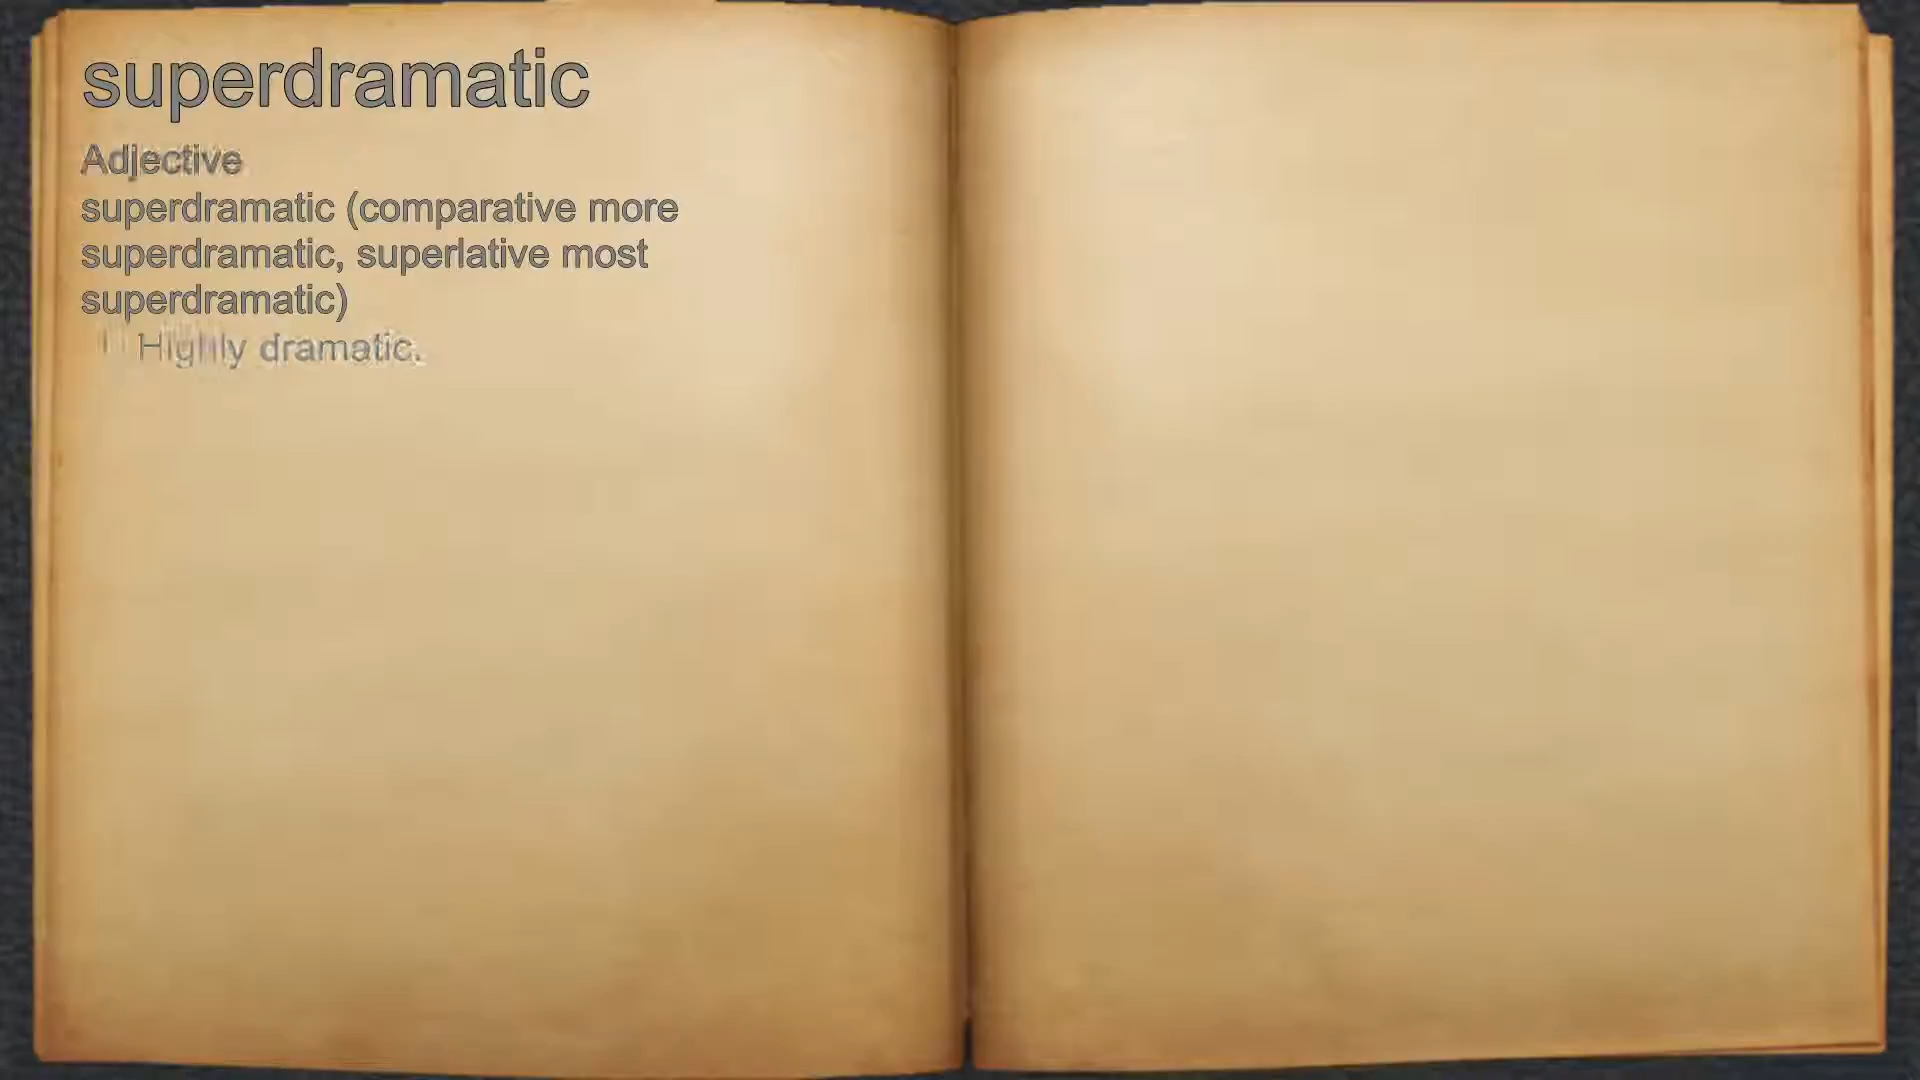 superdramatic
Adjective
superdramatic (comparative more
superdramatic, superlative most
superdramatic)
Highly dramatic.